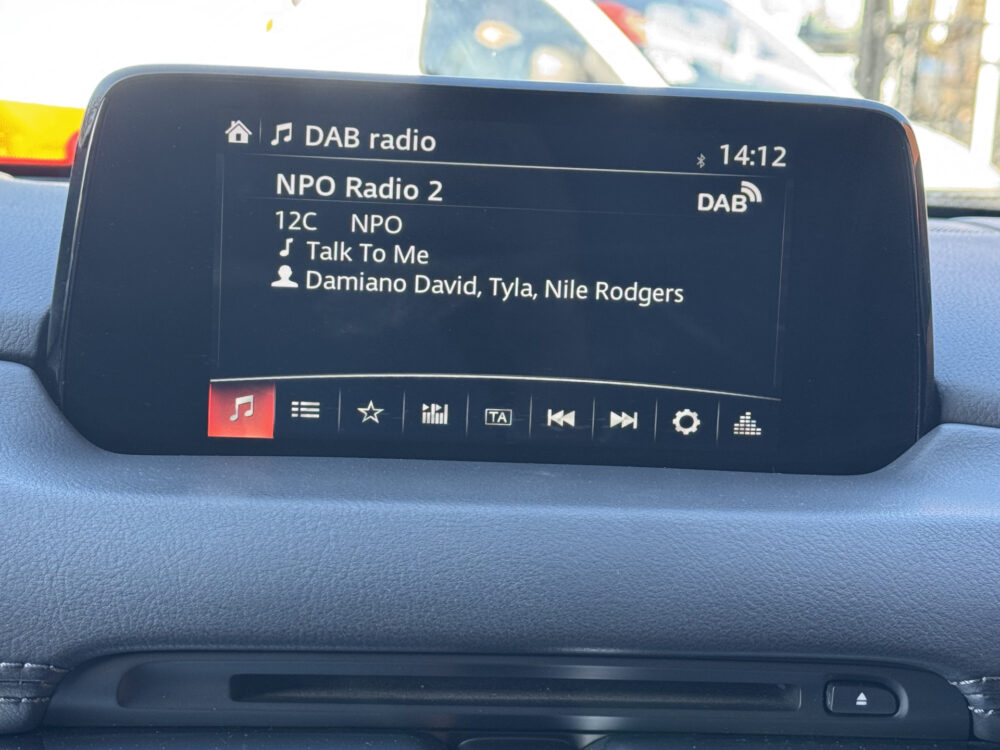 DAB radio
14:12
NPO Radio 2
DAB
12C NPO
Talk To Me
Damiano David, Tyla, Nile Rodgers
TA